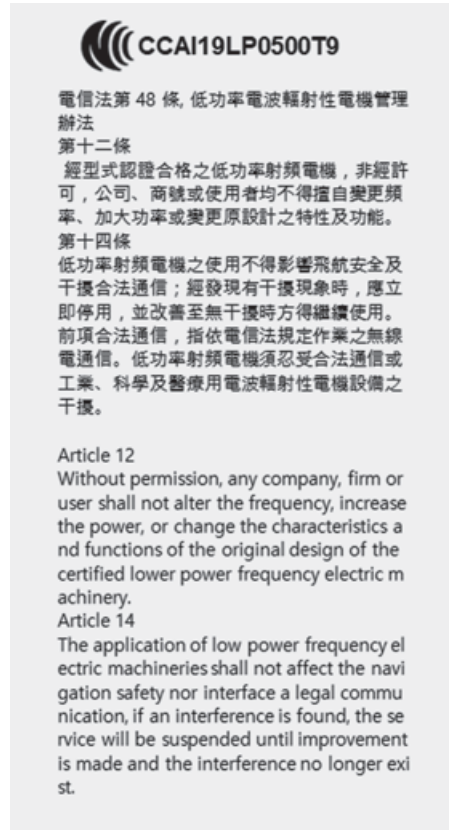 CCAI19LP0500T9
電信法第 48 條, 低功率電波輻射性電機管理
辦法
第十二條
經型式認證合格之低功率射頻電機，非經許
可，公司、商號或使用者均不得擅自變更頻
率、加大功率或變更原設計之特性及功能。
第十四條
低功率射頻電機之使用不得影響飛航安全及
干擾合法通信；經發現有干擾現象時，應立
即停用，並改善至無干擾時方得繼續使用。
前項合法通信，指依電信法規定作業之無線
電通信。低功率射頻電機須忍受合法通信或
工業、科學及醫療用電波輻射性電機設備之
干擾。
Article 12
Without permission, any company, firm or
user shall not alter the frequency, increase
the power, or change the characteristics a
nd functions of the original design of the
certified lower power frequency electric m
achinery.
Article 14
The application of low power frequency el
ectric machineries shall not affect the navi
gation safety nor interface a legal commu
nication, if an interference is found, the se
rvice will be suspended until improvement
is made and the interference no longer exi
st.